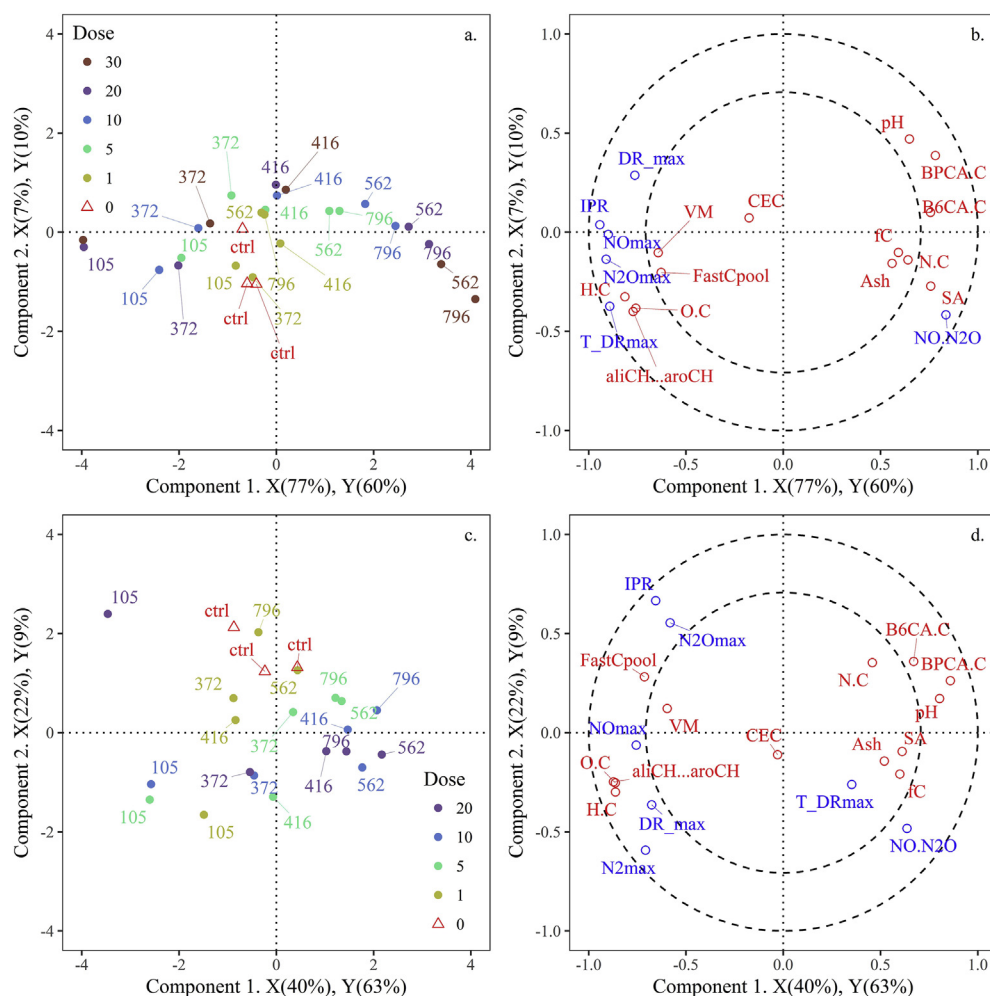 Dose
30
20
10
5
1
0
a.
372
416
372
416
416
562
372
562
416
796
562
105
ctrl
562
796
796
105
105
105
796
416
562
372
ctrl
372
796
ctrl
4
2
0
-2
-4
-4
-2
0
2
4
Component 2. X(7%), Y(10%)
Component 1. X(77%), Y(60%)
b.
pH
DR_max
BPCA.C
CEC
IPR
VM
B6CA.C
NOmax
fC
N.C
N2Omax
FastCpool
Ash
H.C
O.C
SA
T_DRmax
NO.N2O
aliCH...aroCH
1.0
0.5
0.0
-0.5
-1.0
-1.0
-0.5
0.0
0.5
1.0
Component 2. X(7%), Y(10%)
Component 1. X(77%), Y(60%)
c.
105
ctrl
796
ctrl
ctrl
372
562
796
796
562
416
416
372
796
562
105
372
372
416
562
105
416
105
Dose
20
10
5
1
0
4
2
0
-2
-4
-4
-2
0
2
4
Component 2. X(22%), Y(9%)
Component 1. X(40%), Y(63%)
d.
IPR
N2Omax
B6CA.C
FastCpool
BPCA.C
N.C
NOmax
VM
pH
CEC
Ash
SA
O.C
aliCH...aroCH
H.C
T_DRmax
fC
DR_max
NO.N2O
N2max
1.0
0.5
0.0
-0.5
-1.0
-1.0
-0.5
0.0
0.5
1.0
Component 2. X(22%), Y(9%)
Component 1. X(40%), Y(63%)